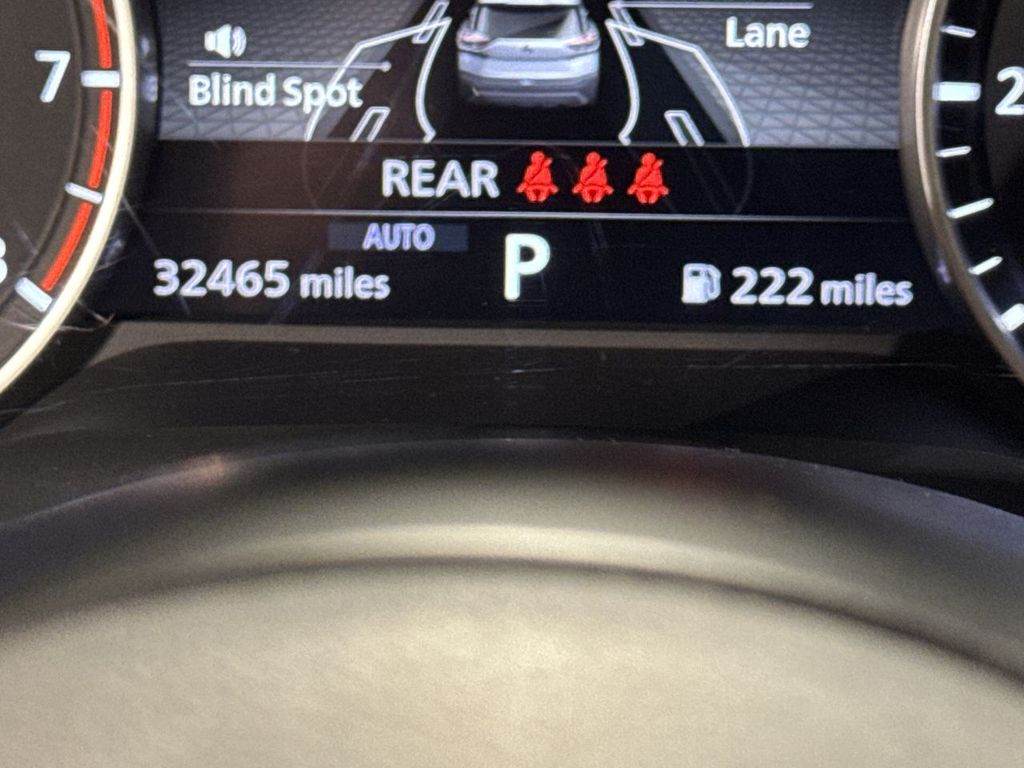 7
Lane
2
Blind Spot
REAR
AUTO
P
32465 miles
222 miles